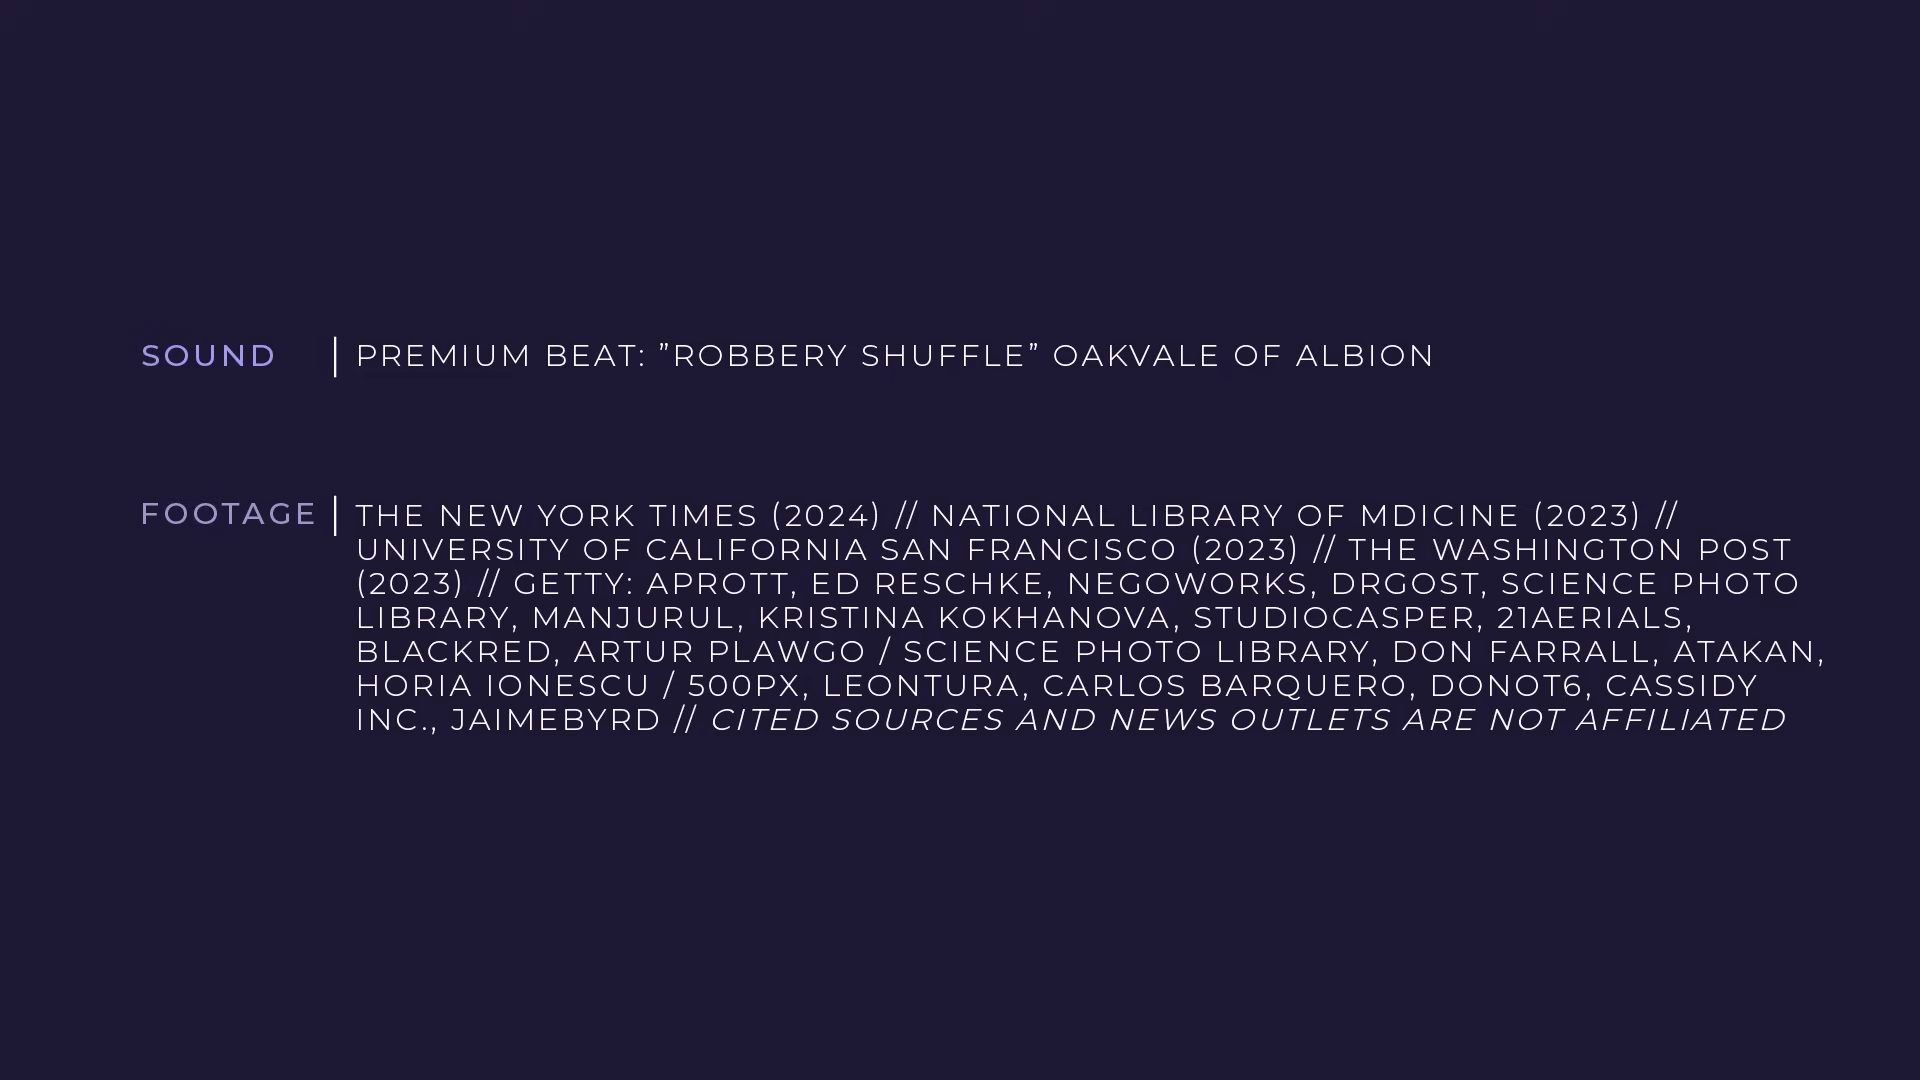 SOUND | PREMIUM BEAT: ”ROBBERY SHUFFLE” OAKVALE OF ALBION
FOOTAGE | THE NEW YORK TIMES (2024) // NATIONAL LIBRARY OF MDICINE (2023) //
UNIVERSITY OF CALIFORNIA SAN FRANCISCO (2023) // THE WASHINGTON POST
(2023) // GETTY: APROTT, ED RESCHKE, NEGOWORKS, DRGOST, SCIENCE PHOTO
LIBRARY, MANJURUL, KRISTINA KOKHANOVA, STUDIOCASPER, 21AERIALS,
BLACKRED, ARTUR PLAWGO / SCIENCE PHOTO LIBRARY, DON FARRALL, ATAKAN,
HORIA IONESCU / 500PX, LEONTURA, CARLOS BARQUERO, DONOT6, CASSIDY
INC., JAIMEBYRD // CITED SOURCES AND NEWS OUTLETS ARE NOT AFFILIATED